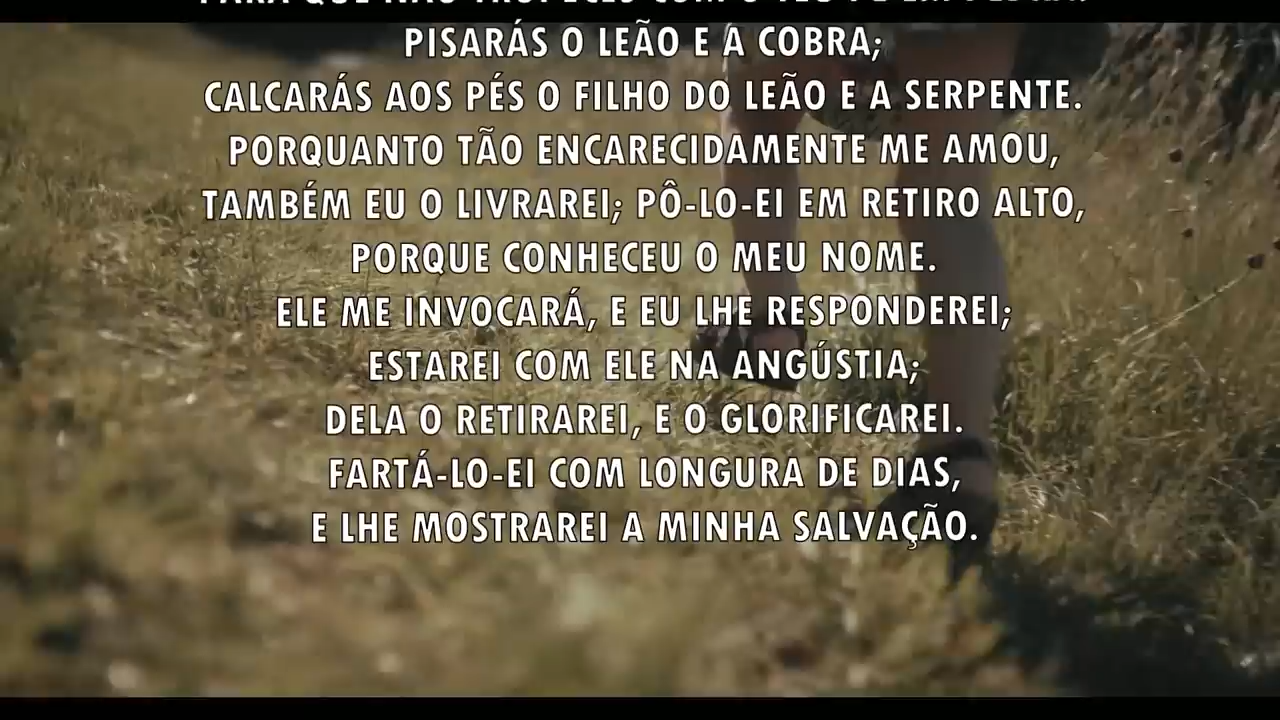 PISARÁS O LEÃO E A COBRA;
CALCARÁS AOS PÉS O FILHO DO LEÃO E A SERPENTE.
PORQUANTO TÃO ENCARECIDAMENTE ME AMOU,
TAMBÉM EU O LIVRAREI; PÔ-LO-EI EM RETIRO ALTO,
PORQUE CONHECEU O MEU NOME.
ELE ME INVOCARÁ, E EU LHE RESPONDEREI;
ESTAREI COM ELE NA ANGÚSTIA;
DELA O RETIRAREI, E O GLORIFICAREI.
FARTÁ-LO-EI COM LONGURA DE DIAS,
E LHE MOSTRAREI A MINHA SALVAÇÃO.